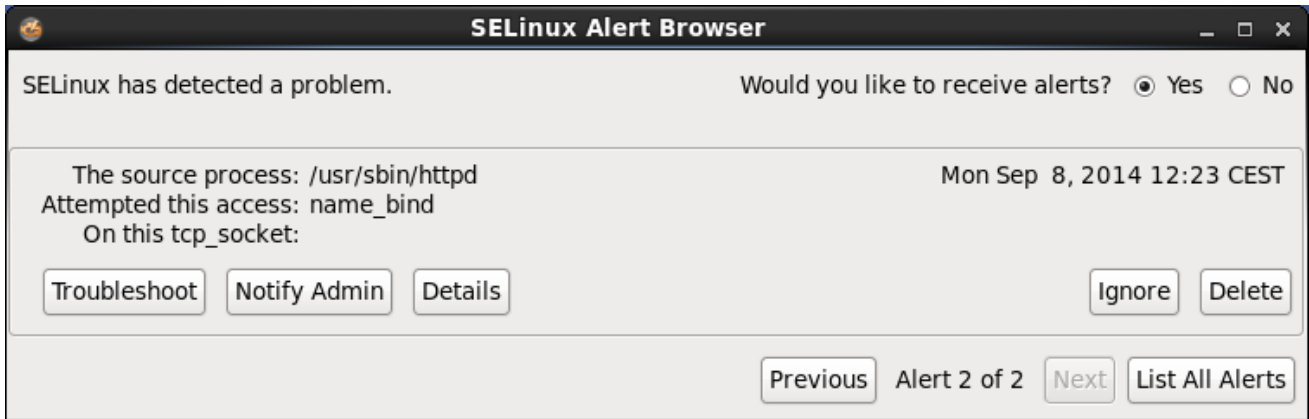 SELinux Alert Browser
SELinux has detected a problem. Would you like to receive alerts? Yes No
The source process: /usr/sbin/httpd Mon Sep 8, 2014 12:23 CEST
Attempted this access: name_bind
On this tcp_socket:
Troubleshoot Notify Admin Details Ignore Delete
Previous Alert 2 of 2 Next List All Alerts